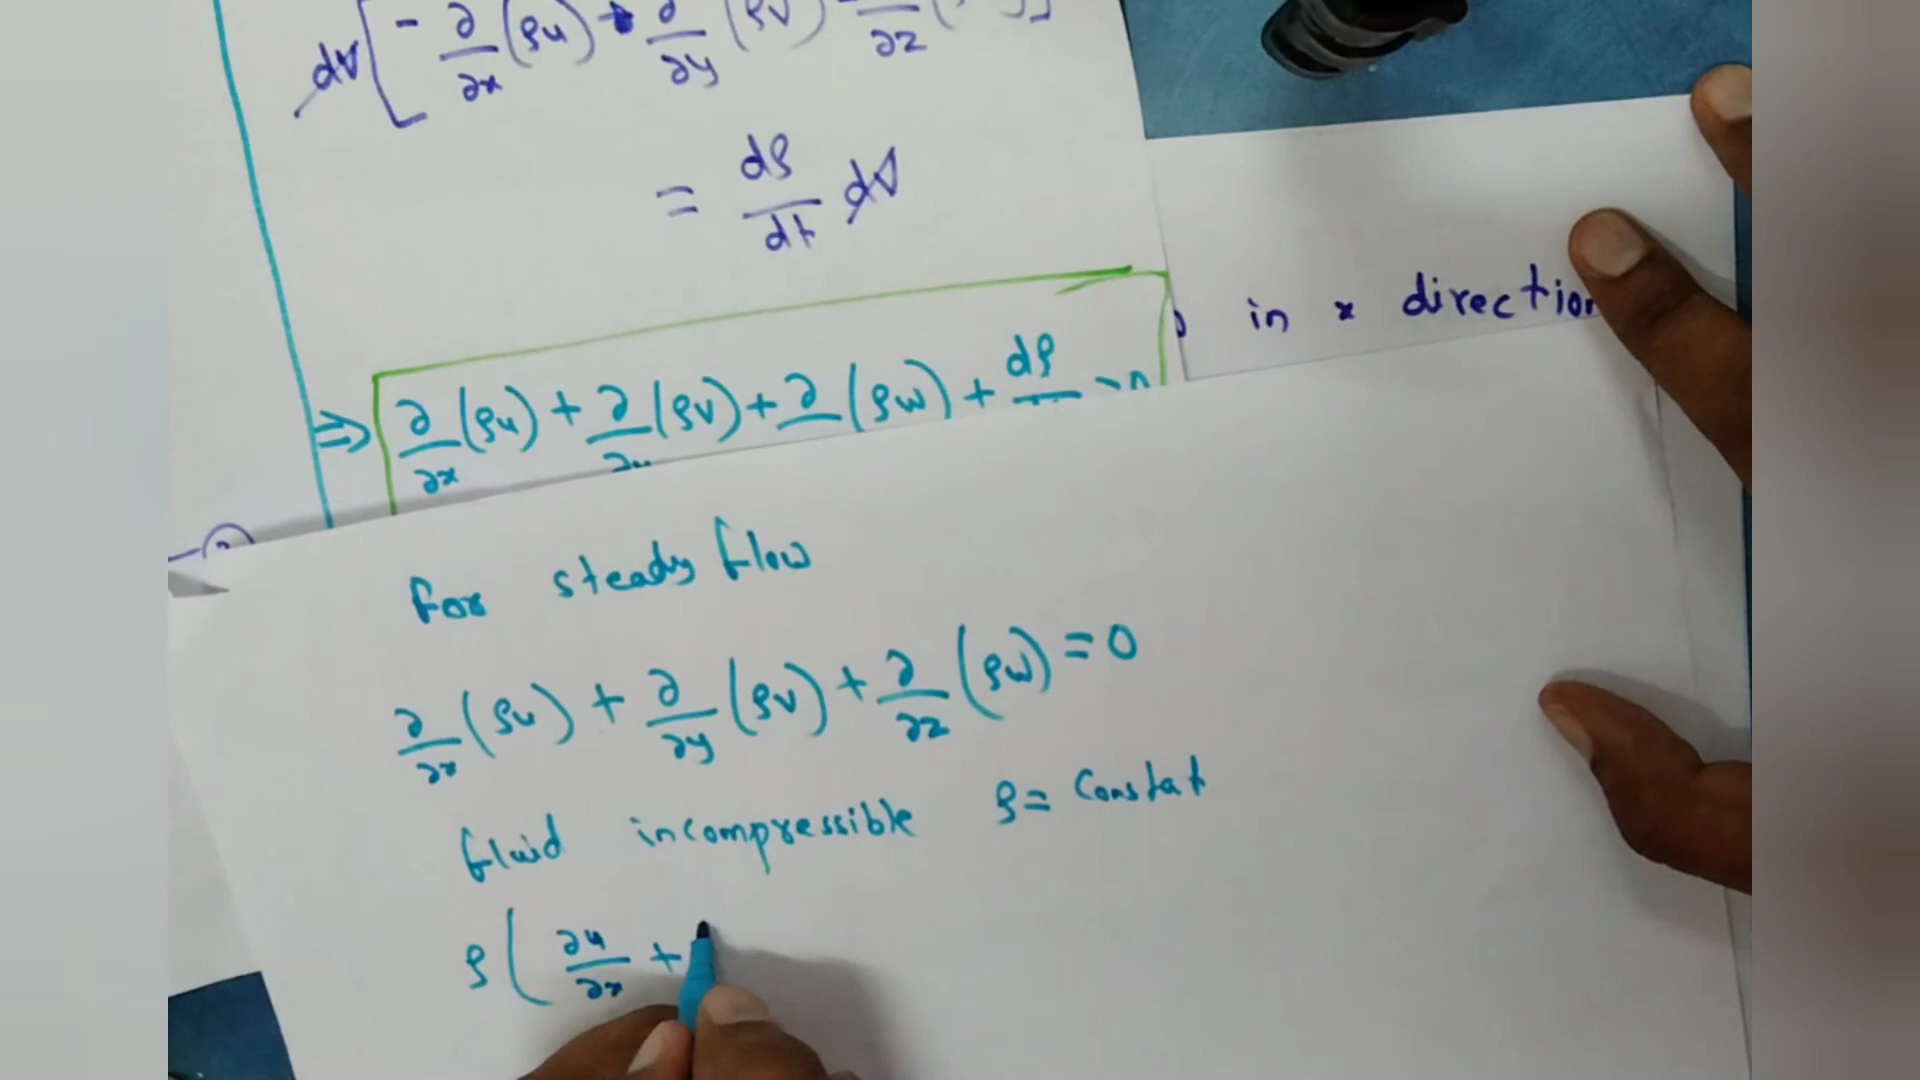 dV[ - ∂/∂x (ρu) + ∂/∂y (ρv) ∂/∂z (
= dρ/dt dV
in x direction
⇒ ∂/∂x (ρu) + ∂/∂y (ρv) + ∂ (ρw) + dρ
For steady flow
∂/∂x (ρu) + ∂/∂y (ρv) + ∂/∂z (ρw) = 0
fluid incompressible ρ = Constat
ρ ( ∂u/∂x +